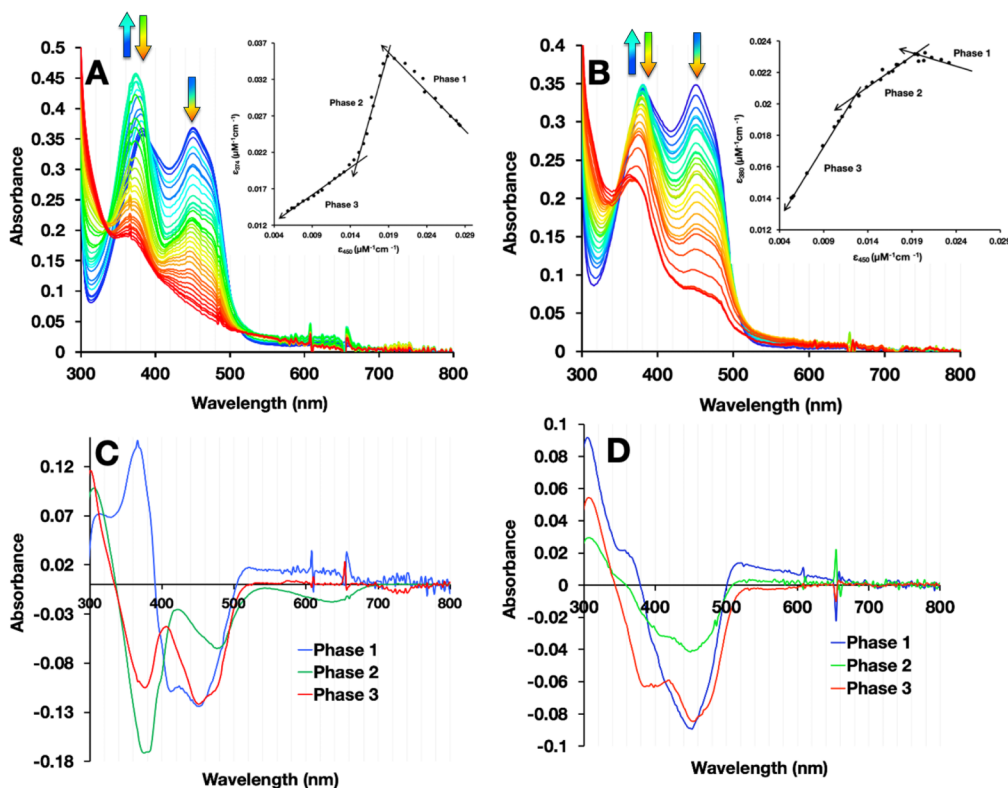 A
0.5
0.45
0.4
0.35
0.3
0.25
0.2
0.15
0.1
0.05
0
300 400 500 600 700 800
Absorbance
Wavelength (nm)
0.037
0.032
0.027
0.022
0.017
0.012
0.004 0.009 0.014 0.019 0.024 0.029
ε374 (μM⁻¹cm⁻¹)
ε450 (μM⁻¹cm⁻¹)
Phase 1
Phase 2
Phase 3
B
0.4
0.35
0.3
0.25
0.2
0.15
0.1
0.05
0
300 400 500 600 700 800
Absorbance
Wavelength (nm)
0.024
0.022
0.02
0.018
0.016
0.014
0.012
0.004 0.009 0.014 0.019 0.024 0.029
ε380 (μM⁻¹cm⁻¹)
ε450 (μM⁻¹cm⁻¹)
Phase 1
Phase 2
Phase 3
C
0.12
0.07
0.02
-0.03
-0.08
-0.13
-0.18
300 400 500 600 700 800
Absorbance
Wavelength (nm)
Phase 1
Phase 2
Phase 3
D
0.1
0.08
0.06
0.04
0.02
0
-0.02
-0.04
-0.06
-0.08
-0.1
300 400 500 600 700 800
Absorbance
Wavelength (nm)
Phase 1
Phase 2
Phase 3